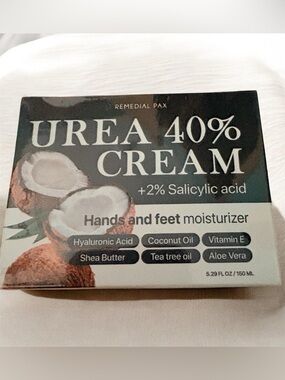 REMEDIAL PAX
UREA 40%
CREAM
+2% Salicylic acid
Hands and feet moisturizer
Hyaluronic Acid Coconut Oil Vitamin E
Shea Butter Tea tree oil Aloe Vera
5.29 FL OZ / 150 ML